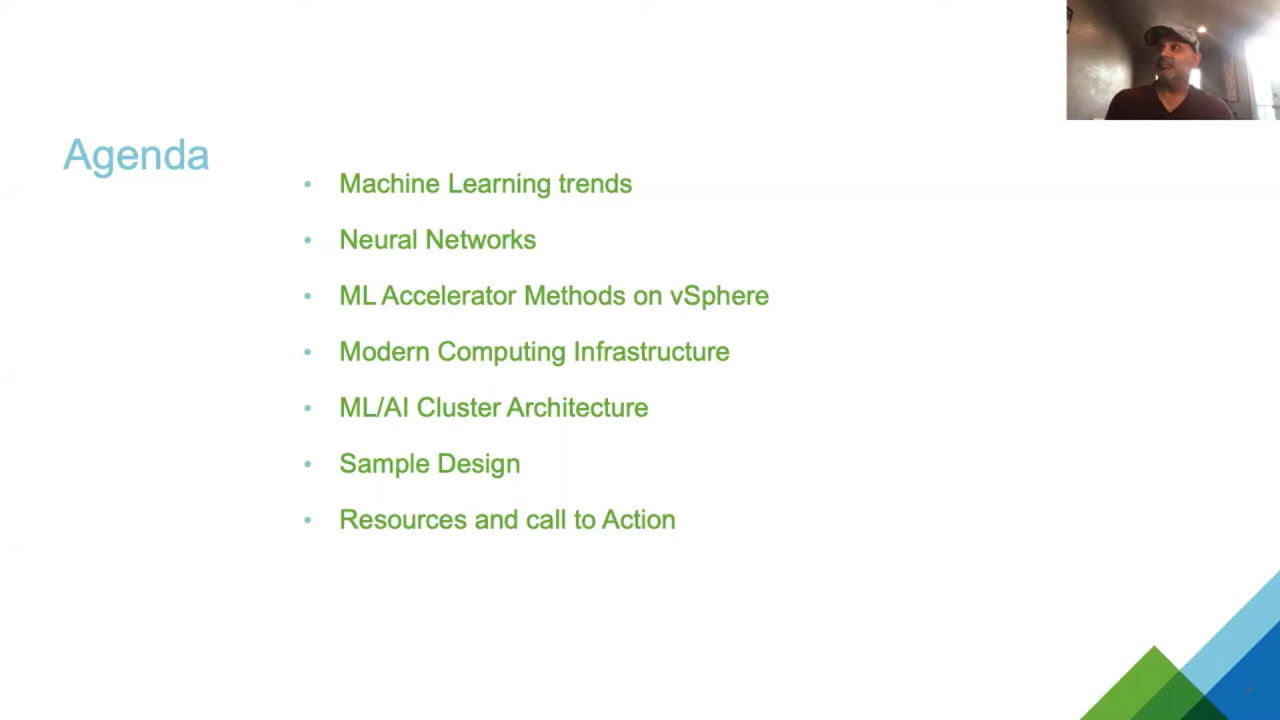 Agenda
Machine Learning trends
Neural Networks
ML Accelerator Methods on vSphere
Modern Computing Infrastructure
ML/AI Cluster Architecture
Sample Design
Resources and call to Action